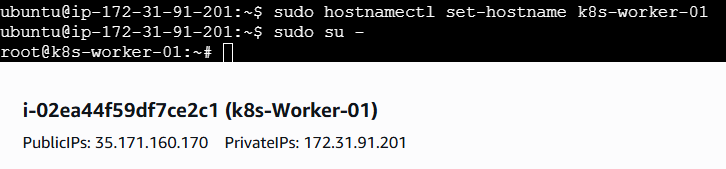 ubuntu@ip-172-31-91-201:~$ sudo hostnamectl set-hostname k8s-worker-01
ubuntu@ip-172-31-91-201:~$ sudo su -
root@k8s-worker-01:~#
i-02ea44f59df7ce2c1 (k8s-Worker-01)
PublicIPs: 35.171.160.170 PrivateIPs: 172.31.91.201